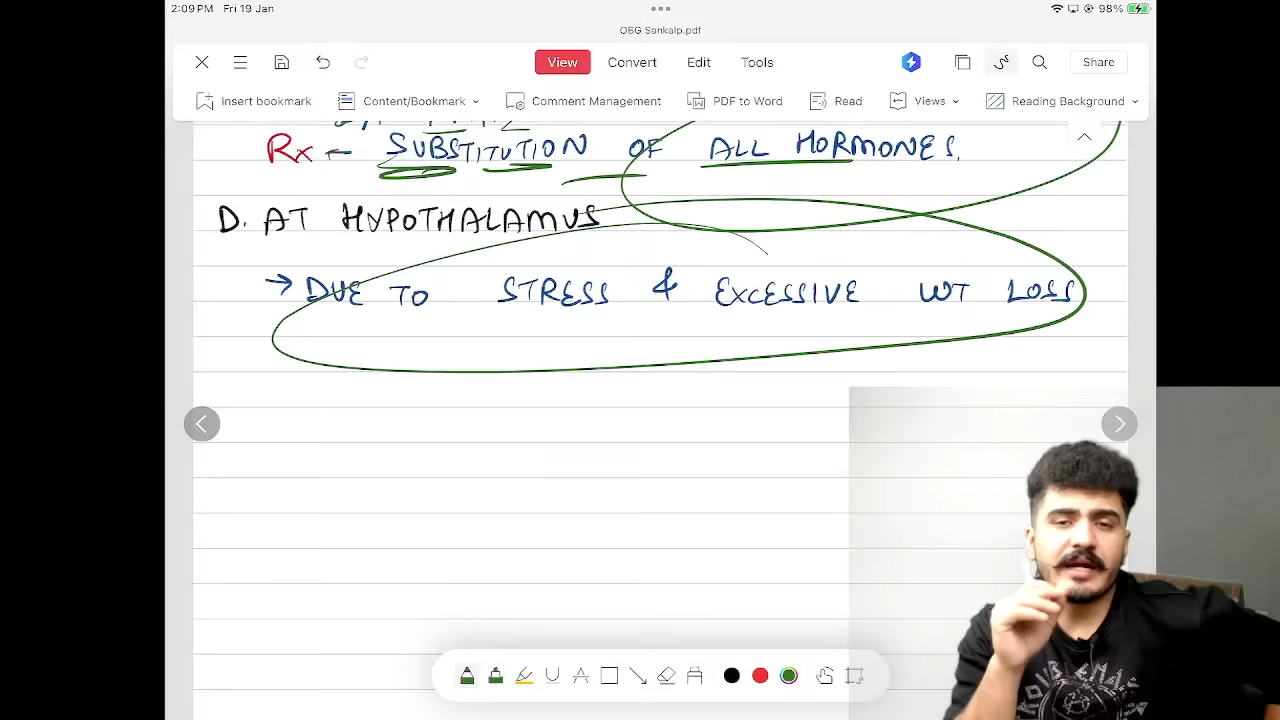 2:09 PM Fri 19 Jan
98%
OBG Sankalp.pdf
View Convert Edit Tools
Share
Insert bookmark Content/Bookmark Comment Management PDF to Word Read Views Reading Background
Rx ← SUBSTITUTION OF ALL HORMONES.
D. AT HYPOTHALAMUS
→ DUE TO STRESS & EXCESSIVE WT LOSS